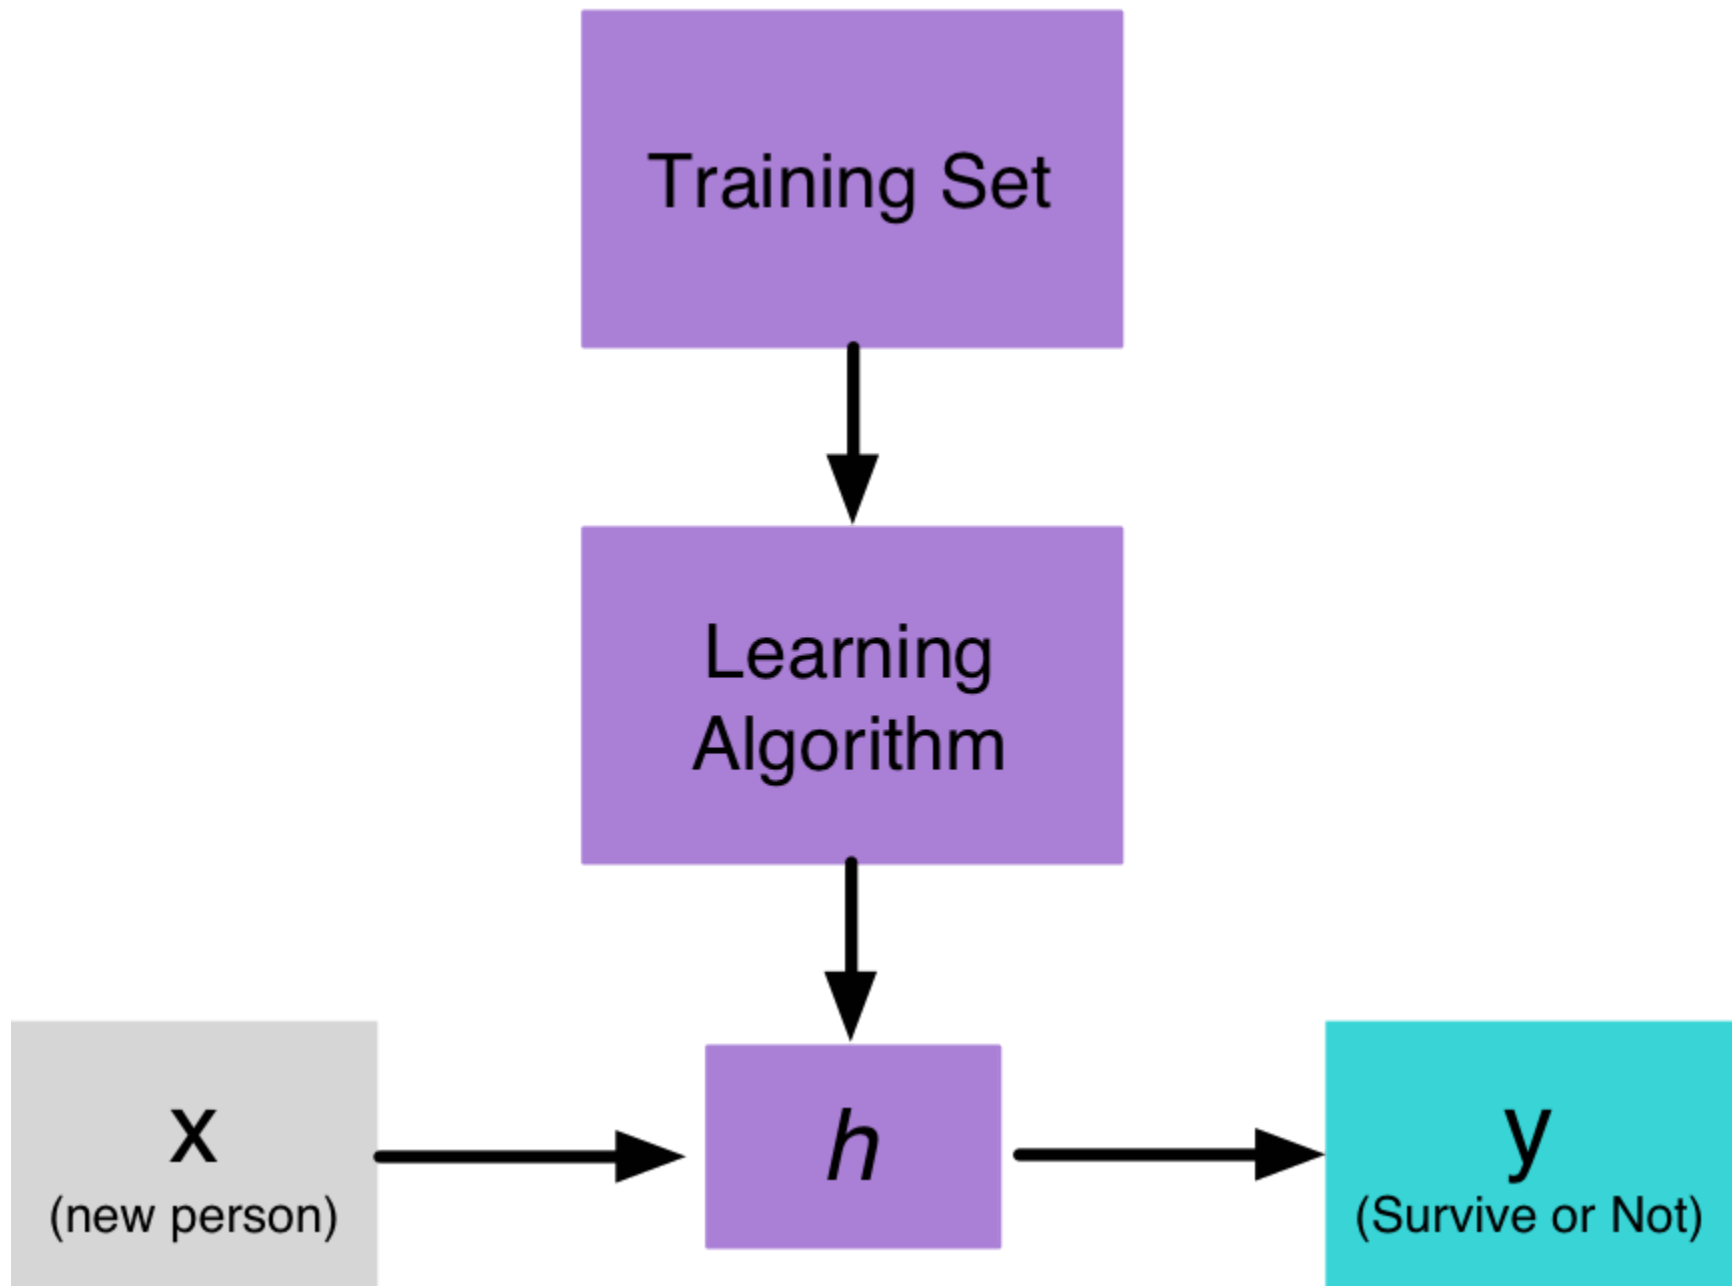 Training Set
Learning
Algorithm
x
(new person)
h
y
(Survive or Not)